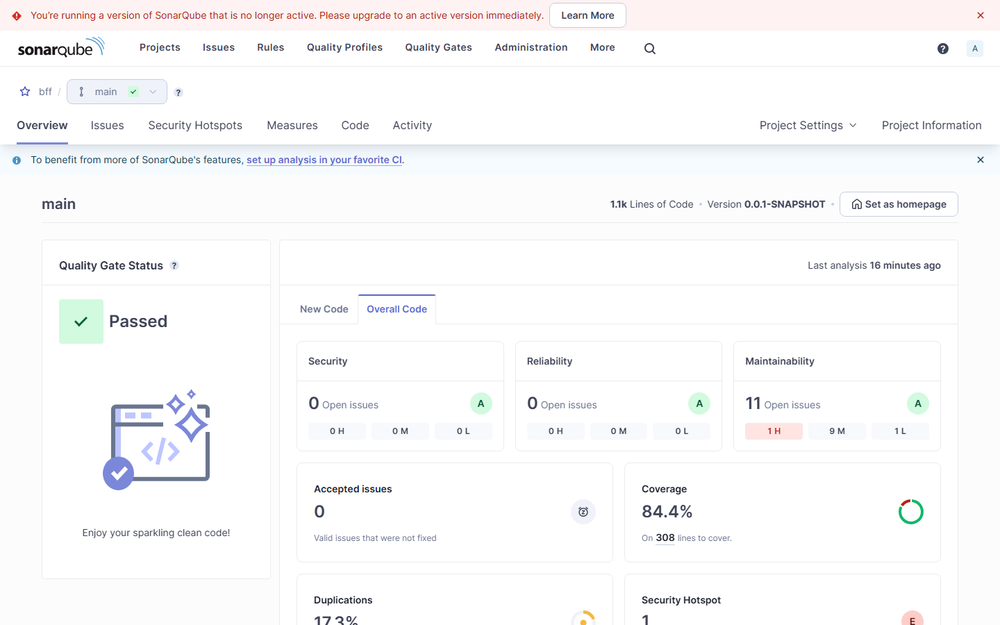 You're running a version of SonarQube that is no longer active. Please upgrade to an active version immediately. Learn More
sonarqube Projects Issues Rules Quality Profiles Quality Gates Administration More ? A
bff / main ?
Overview Issues Security Hotspots Measures Code Activity Project Settings Project Information
To benefit from more of SonarQube's features, set up analysis in your favorite CI.
main 1.1k Lines of Code • Version 0.0.1-SNAPSHOT • Set as homepage
Quality Gate Status ?
Passed
Enjoy your sparkling clean code!
Last analysis 16 minutes ago
New Code Overall Code
Security
0 Open issues A
0 H 0 M 0 L
Reliability
0 Open issues A
0 H 0 M 0 L
Maintainability
11 Open issues A
1 H 9 M 1 L
Accepted issues
0
Valid issues that were not fixed
Coverage
84.4%
On 308 lines to cover.
Duplications
17.3%
Security Hotspot
1 E